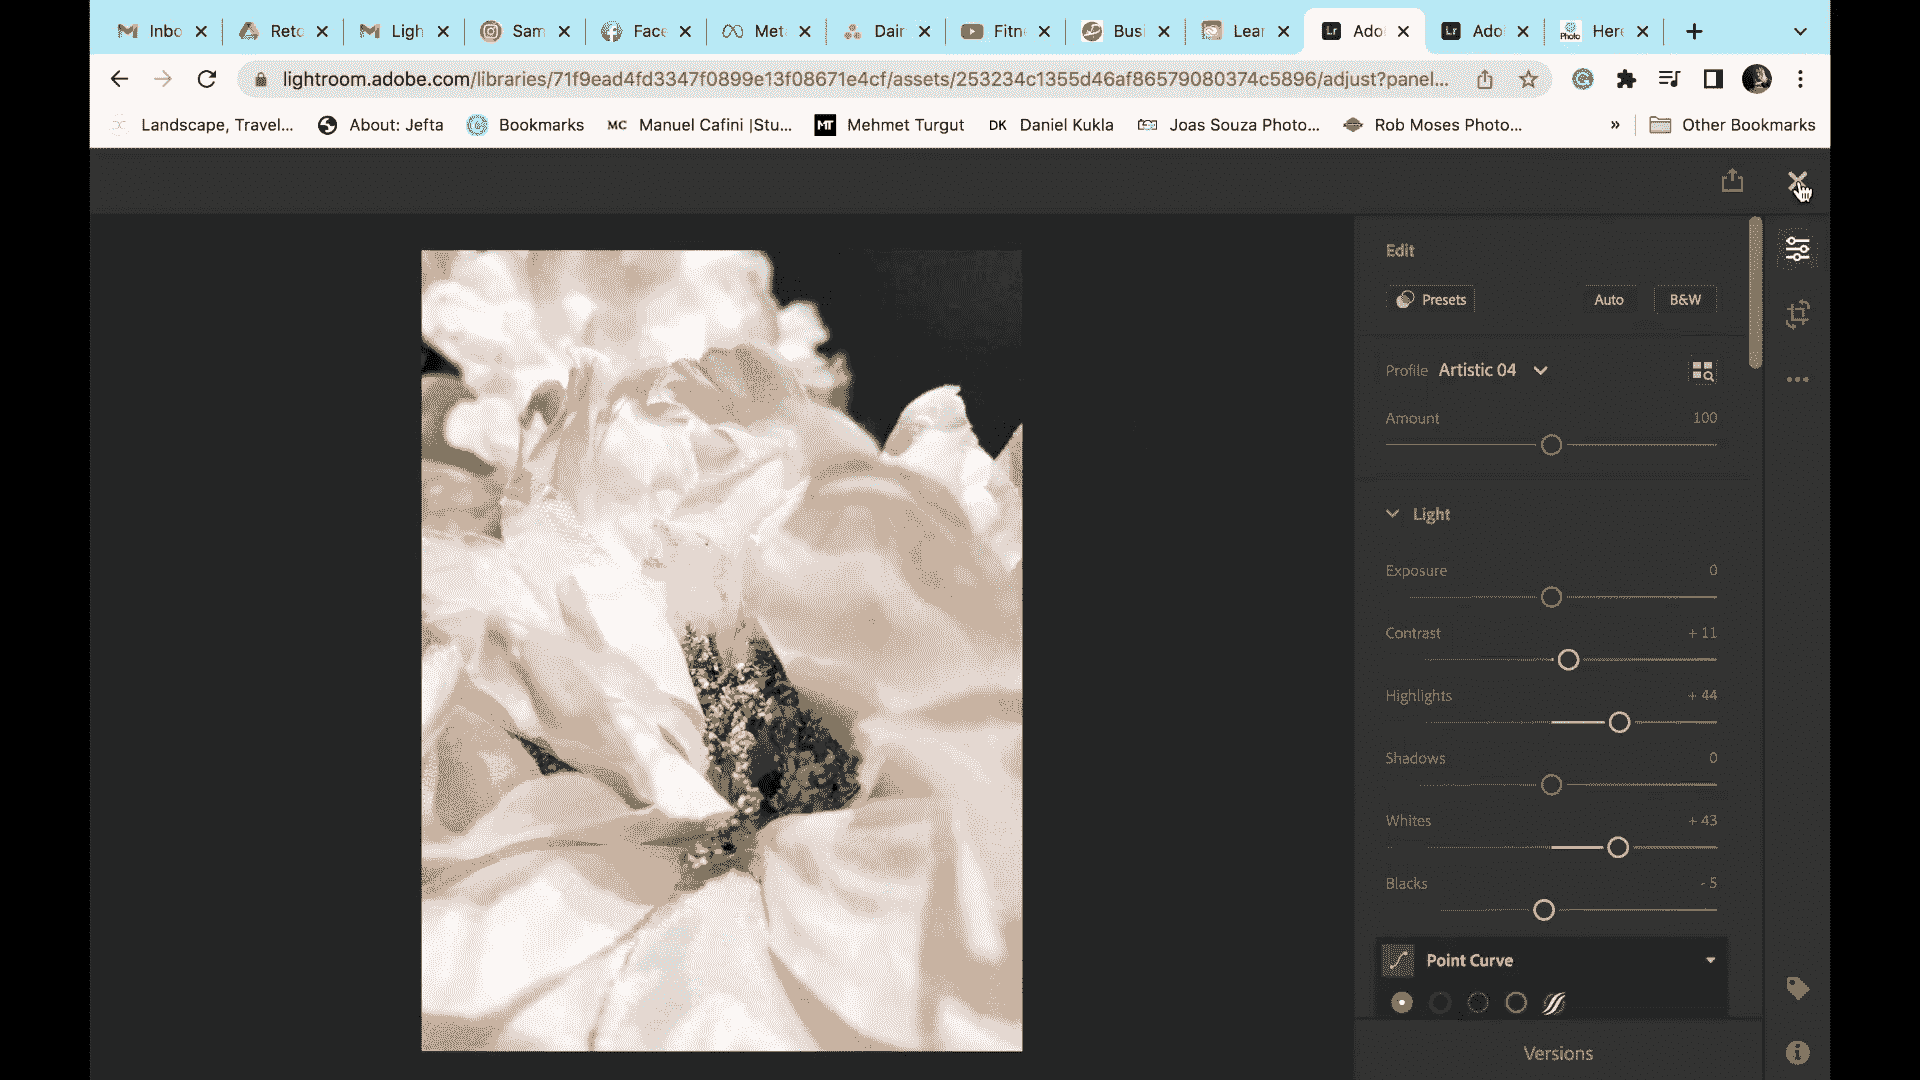 Inbo
Reto
Ligh
Sam
Face
Met
Dair
Fitn
Busi
Lear
Lr
Ado
Lr
Ado
Photo
Here
lightroom.adobe.com/libraries/71f9ead4fd3347f0899e13f08671e4cf/assets/253234c1355d46af86579080374c5896/adjust?panel...
Landscape, Travel...
About: Jefta
Bookmarks
MC Manuel Cafini |Stu...
MT Mehmet Turgut
DK Daniel Kukla
Joas Souza Photo...
Rob Moses Photo...
»
Other Bookmarks
Edit
Presets
Auto
B&W
Profile Artistic 04
Amount 100
Light
Exposure 0
Contrast + 11
Highlights + 44
Shadows 0
Whites + 43
Blacks - 5
Point Curve
Versions